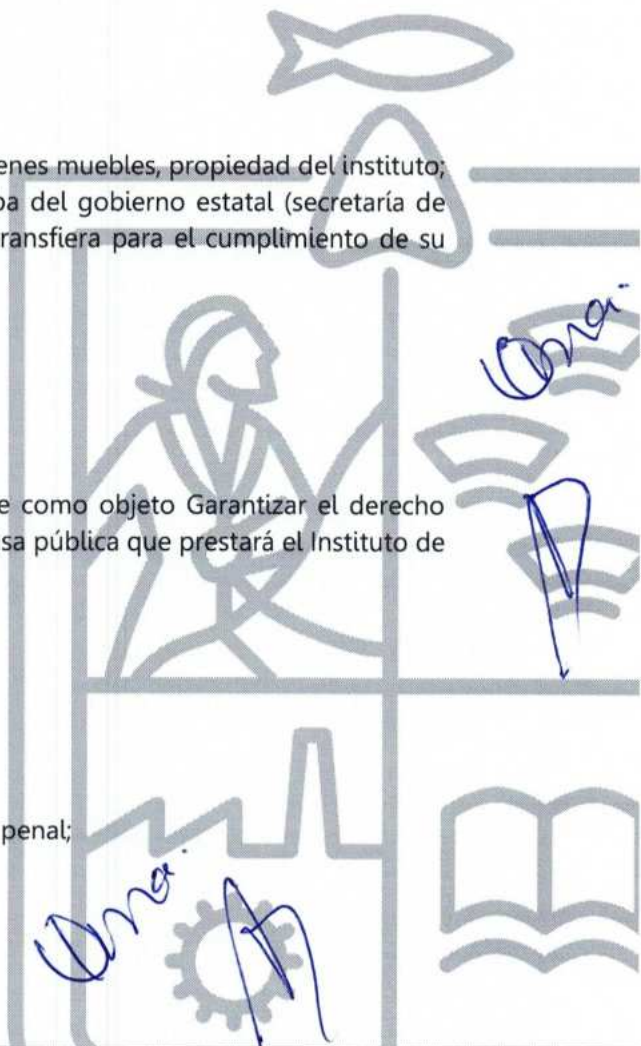 enes muebles, propiedad del instituto;
a del gobierno estatal (secretaría de
ransfiera para el cumplimiento de su
e como objeto Garantizar el derecho
sa pública que prestará el Instituto de
penal;